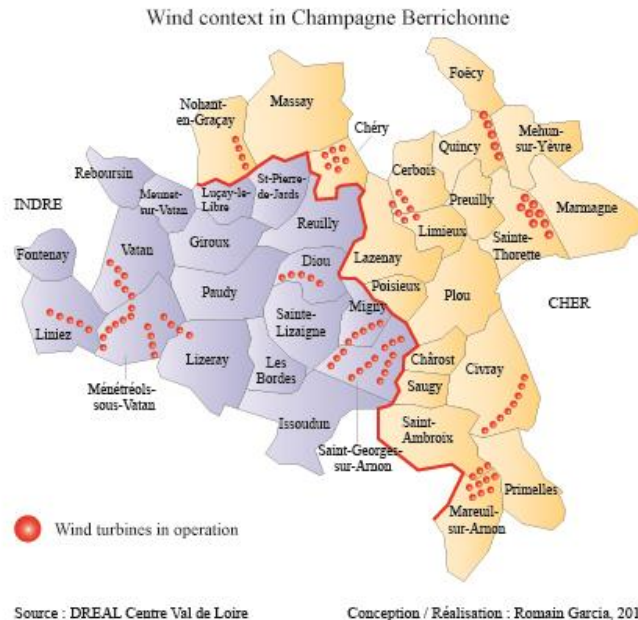 Wind context in Champagne Berrichonne
Foëcy
Massay
Nohant-
en-Graçay
Chéry
Quincy
Mehun-
sur-Yèvre
Cerbois
Reboursin
St-Pierre-
de-Jards
Meunet-
sur-Vatan
Luçay-le-
Libre
Preuilly
Marmagne
INDRE
Reuilly
Limieux
Sainte-
Thorette
Vatan
Giroux
Fontenay
Diou
Lazenay
Paudy
Poisieux
Plou
CHER
Migny
Sainte-
Lizaigne
Liniez
Lizeray
Chârost
Civray
Les
Bordes
Saugy
Ménétréols-
sous-Vatan
Issoudun
Saint-
Ambroix
Saint-Georges-
sur-Arnon
Primelles
Mareuil-
sur-Arnon
Wind turbines in operation
Source : DREAL Centre Val de Loire
Conception / Réalisation : Romain Garcia, 201